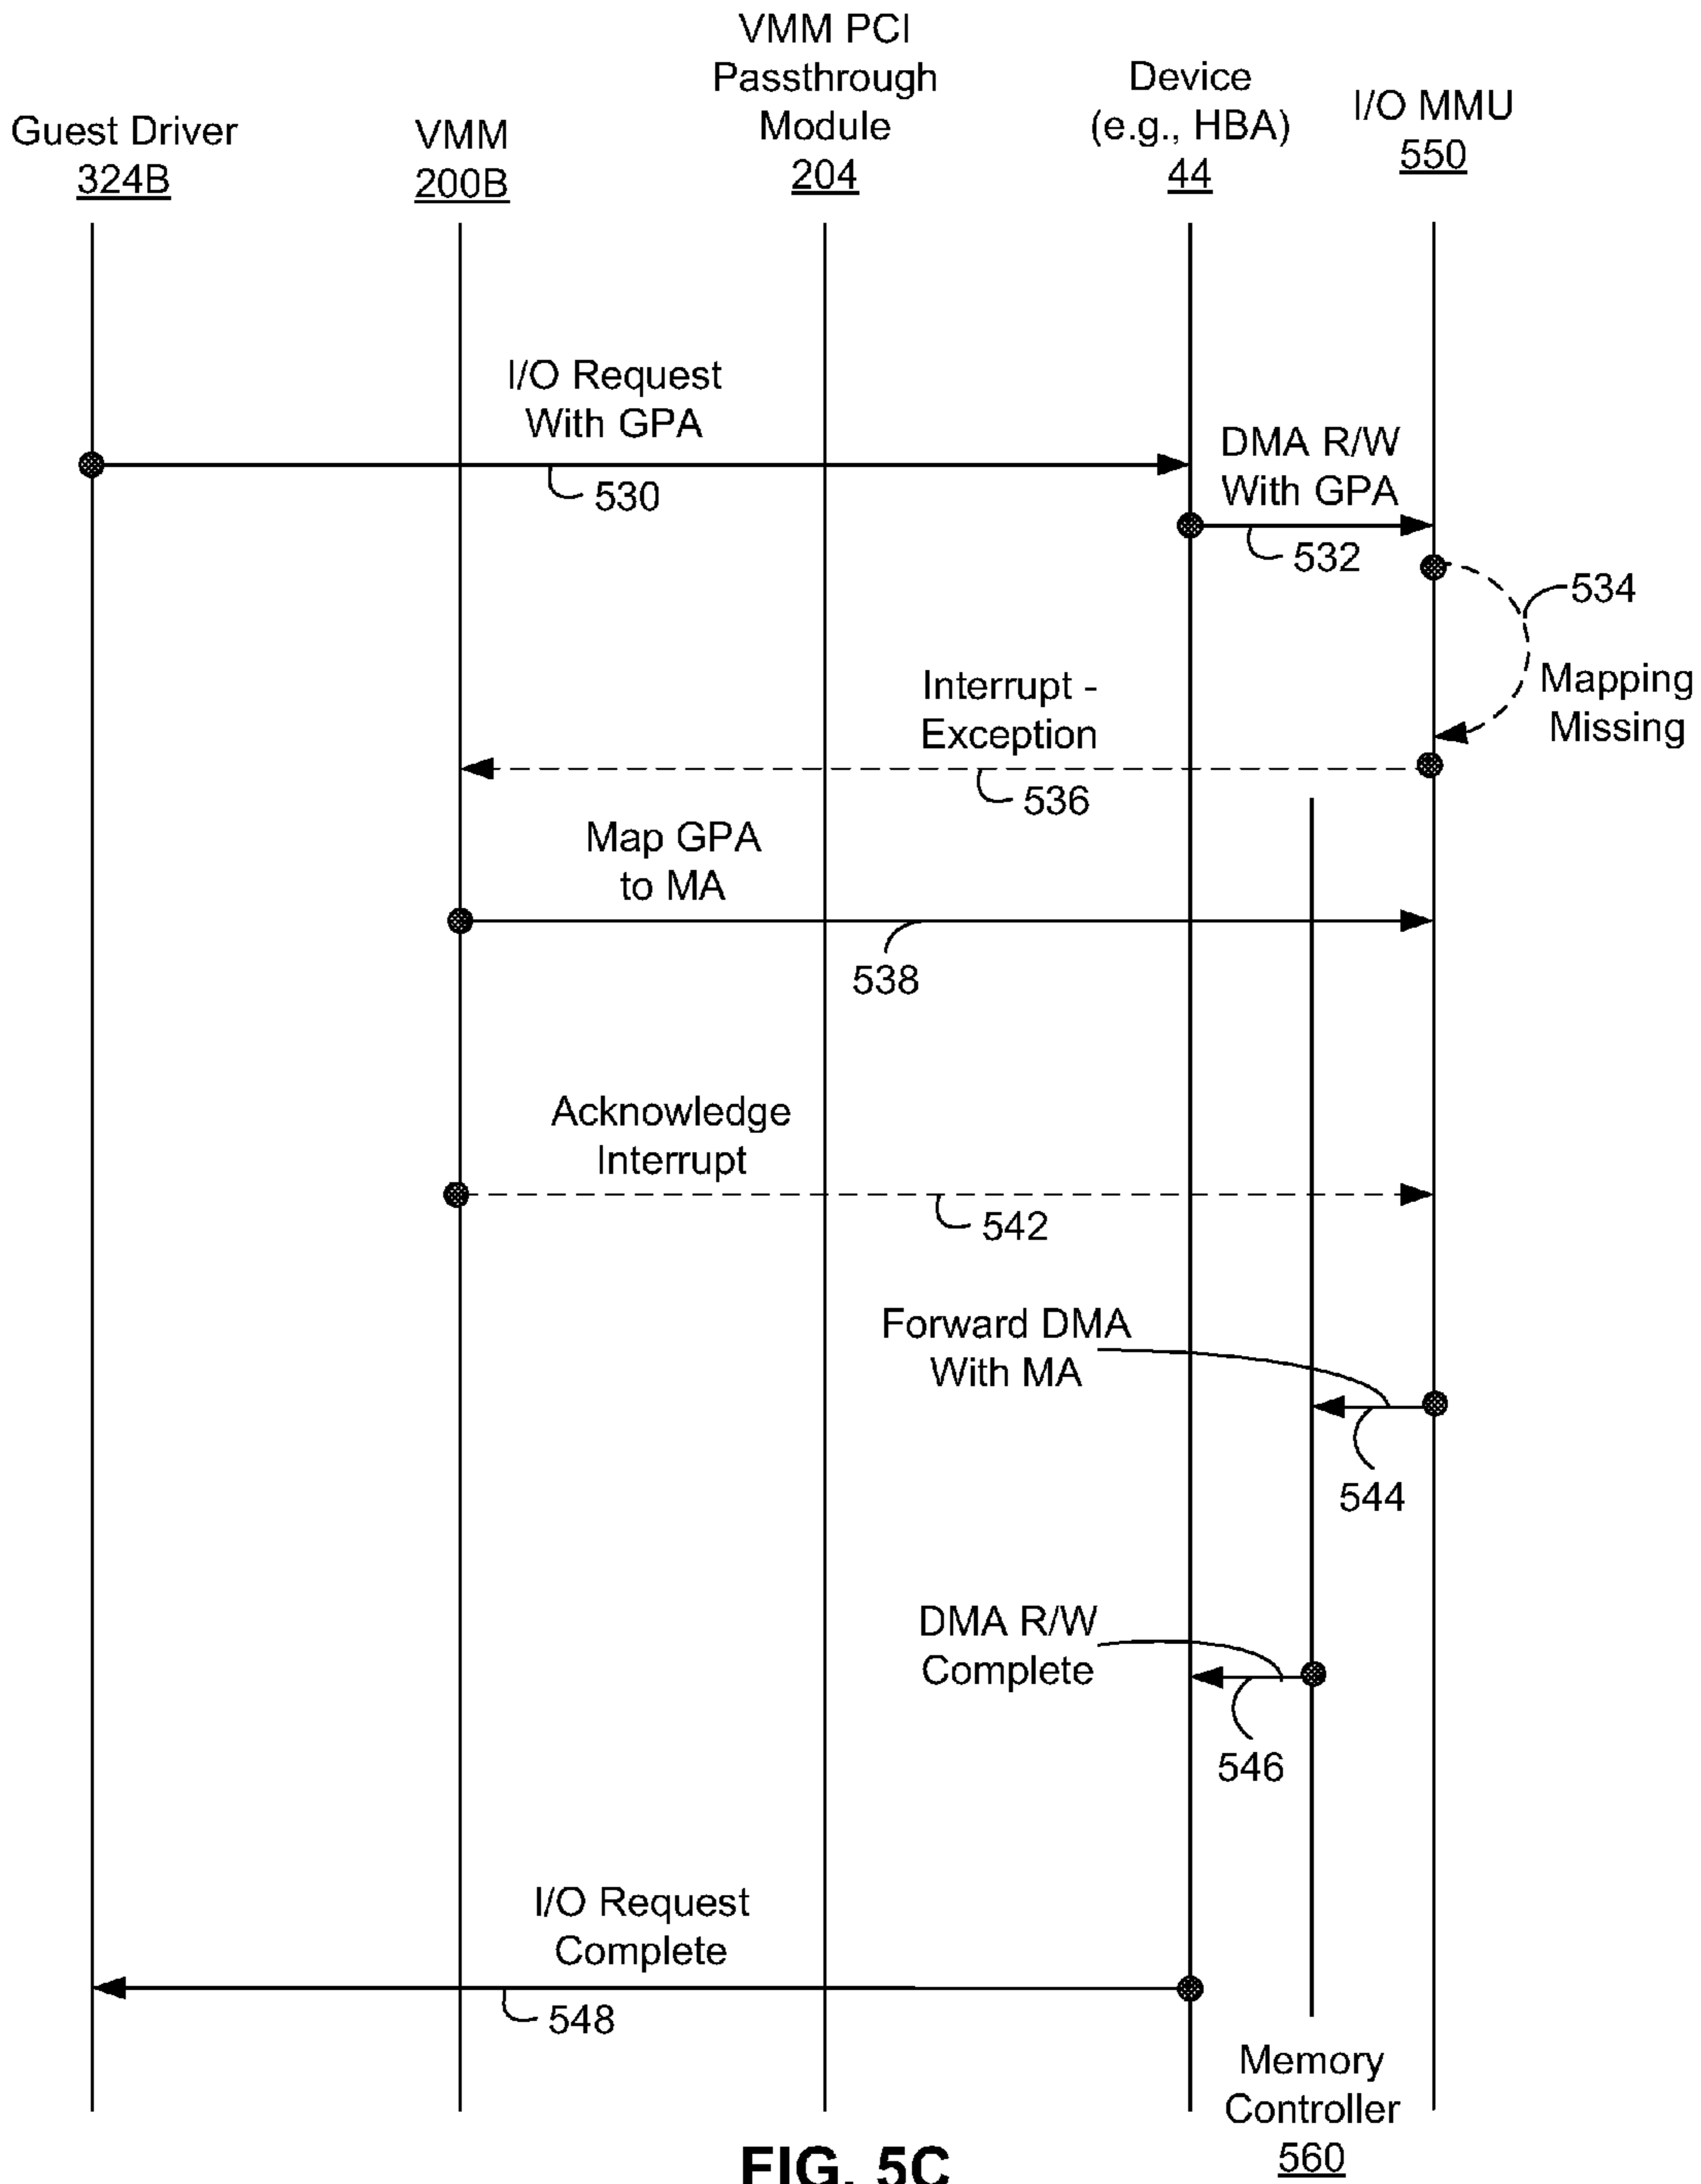 VMM PCI
Passthrough
Module
204
Device
(e.g., HBA)
44
I/O MMU
550
Guest Driver
324B
VMM
200B
I/O Request
With GPA
530
DMA R/W
With GPA
532
534
Mapping
Missing
Interrupt -
Exception
536
Map GPA
to MA
538
Acknowledge
Interrupt
542
Forward DMA
With MA
544
DMA R/W
Complete
546
I/O Request
Complete
548
Memory
Controller
560
FIG. 5C